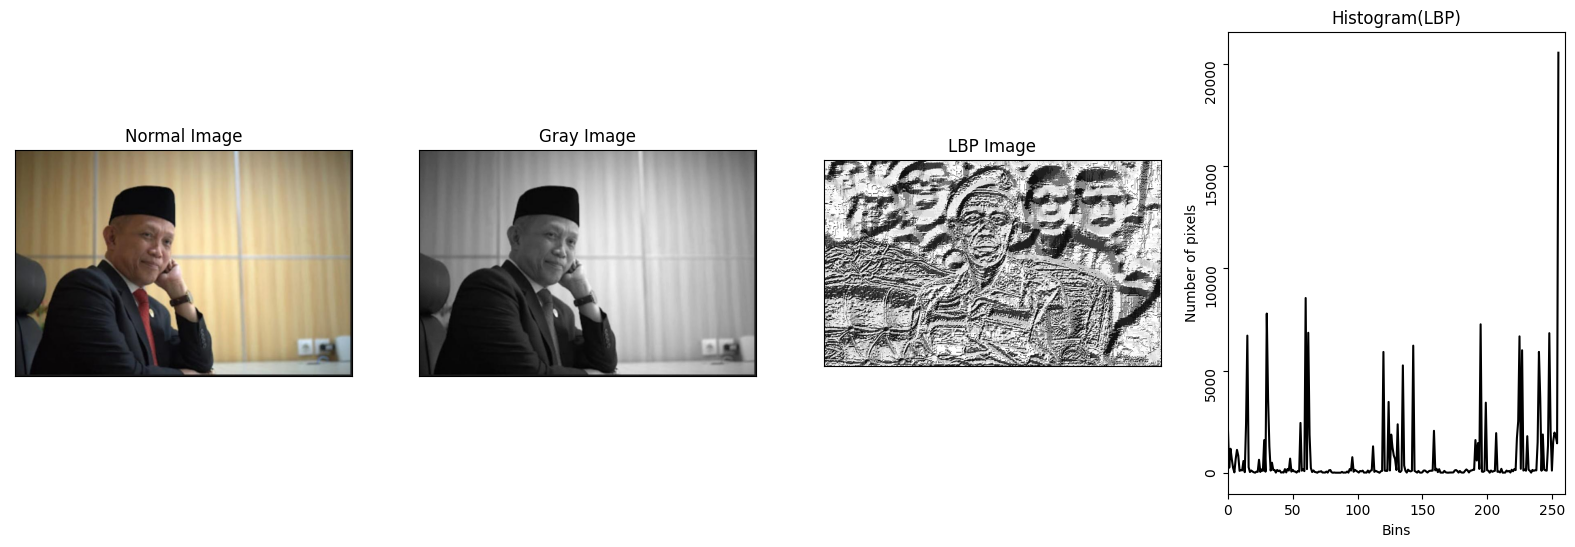 Normal Image
Gray Image
LBP Image
Histogram(LBP)
Number of pixels
20000
15000
10000
5000
0
0 50 100 150 200 250
Bins